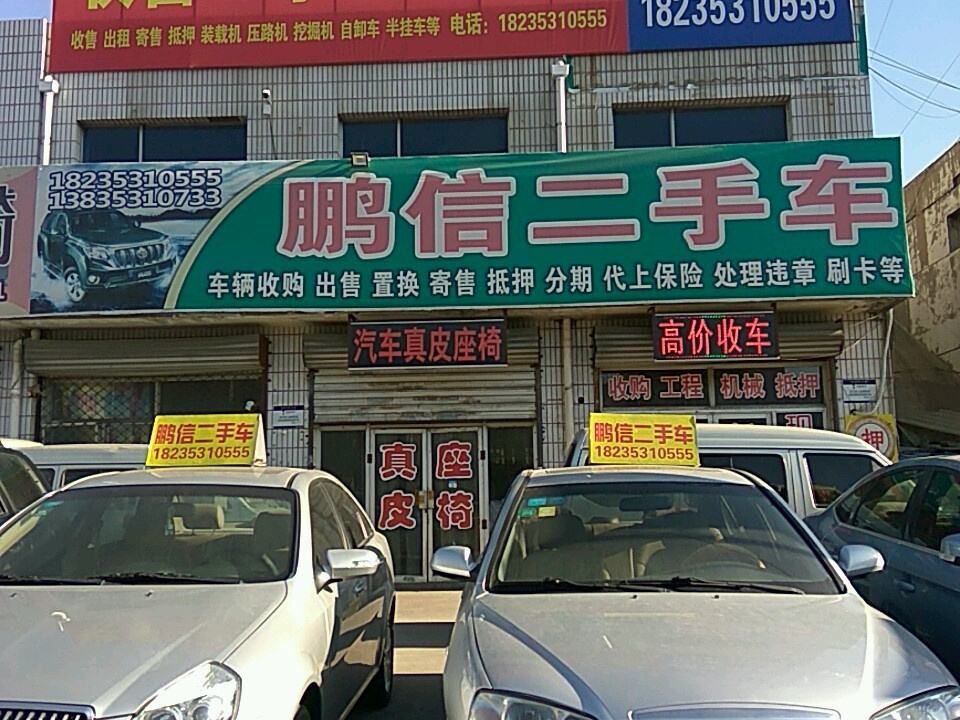 收售 出租 寄售 抵押 装载机 压路机 挖掘机 自卸车 半挂车等 电话：18235310555
18235310555
18235310555
13835310733
鹏信二手车
车辆收购 出售 置换 寄售 抵押 分期 代上保险 处理违章 刷卡等
汽车真皮座椅
高价收车
收购 工程 机械 抵押
现
押
真皮
座椅
鹏信二手车
18235310555
鹏信二手车
18235310555